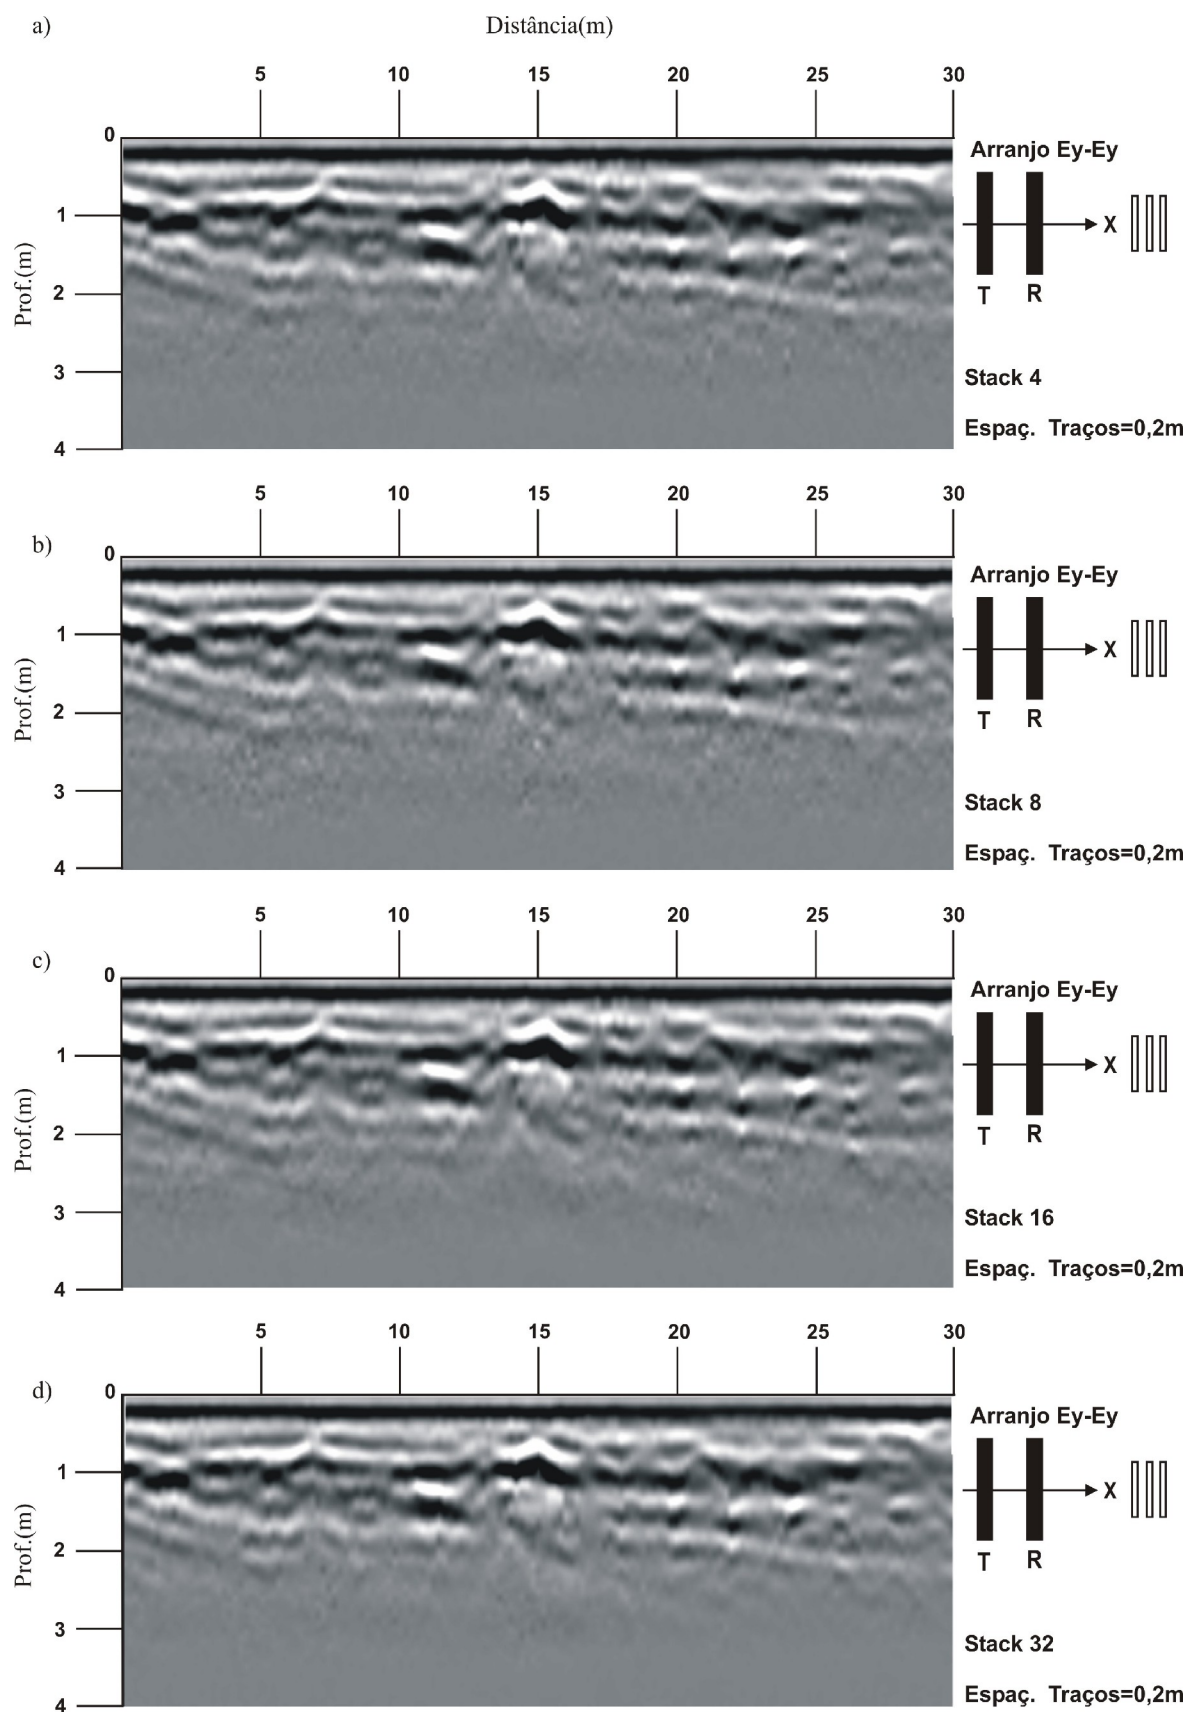 a)
Distância(m)
5 10 15 20 25 30
0
1
2
3
4
Prof.(m)
Arranjo Ey-Ey
X
T R
Stack 4
Espaç. Traços=0,2m
b)
5 10 15 20 25 30
0
1
2
3
4
Prof.(m)
Arranjo Ey-Ey
X
T R
Stack 8
Espaç. Traços=0,2m
c)
5 10 15 20 25 30
0
1
2
3
4
Prof.(m)
Arranjo Ey-Ey
X
T R
Stack 16
Espaç. Traços=0,2m
d)
5 10 15 20 25 30
0
1
2
3
4
Prof.(m)
Arranjo Ey-Ey
X
T R
Stack 32
Espaç. Traços=0,2m